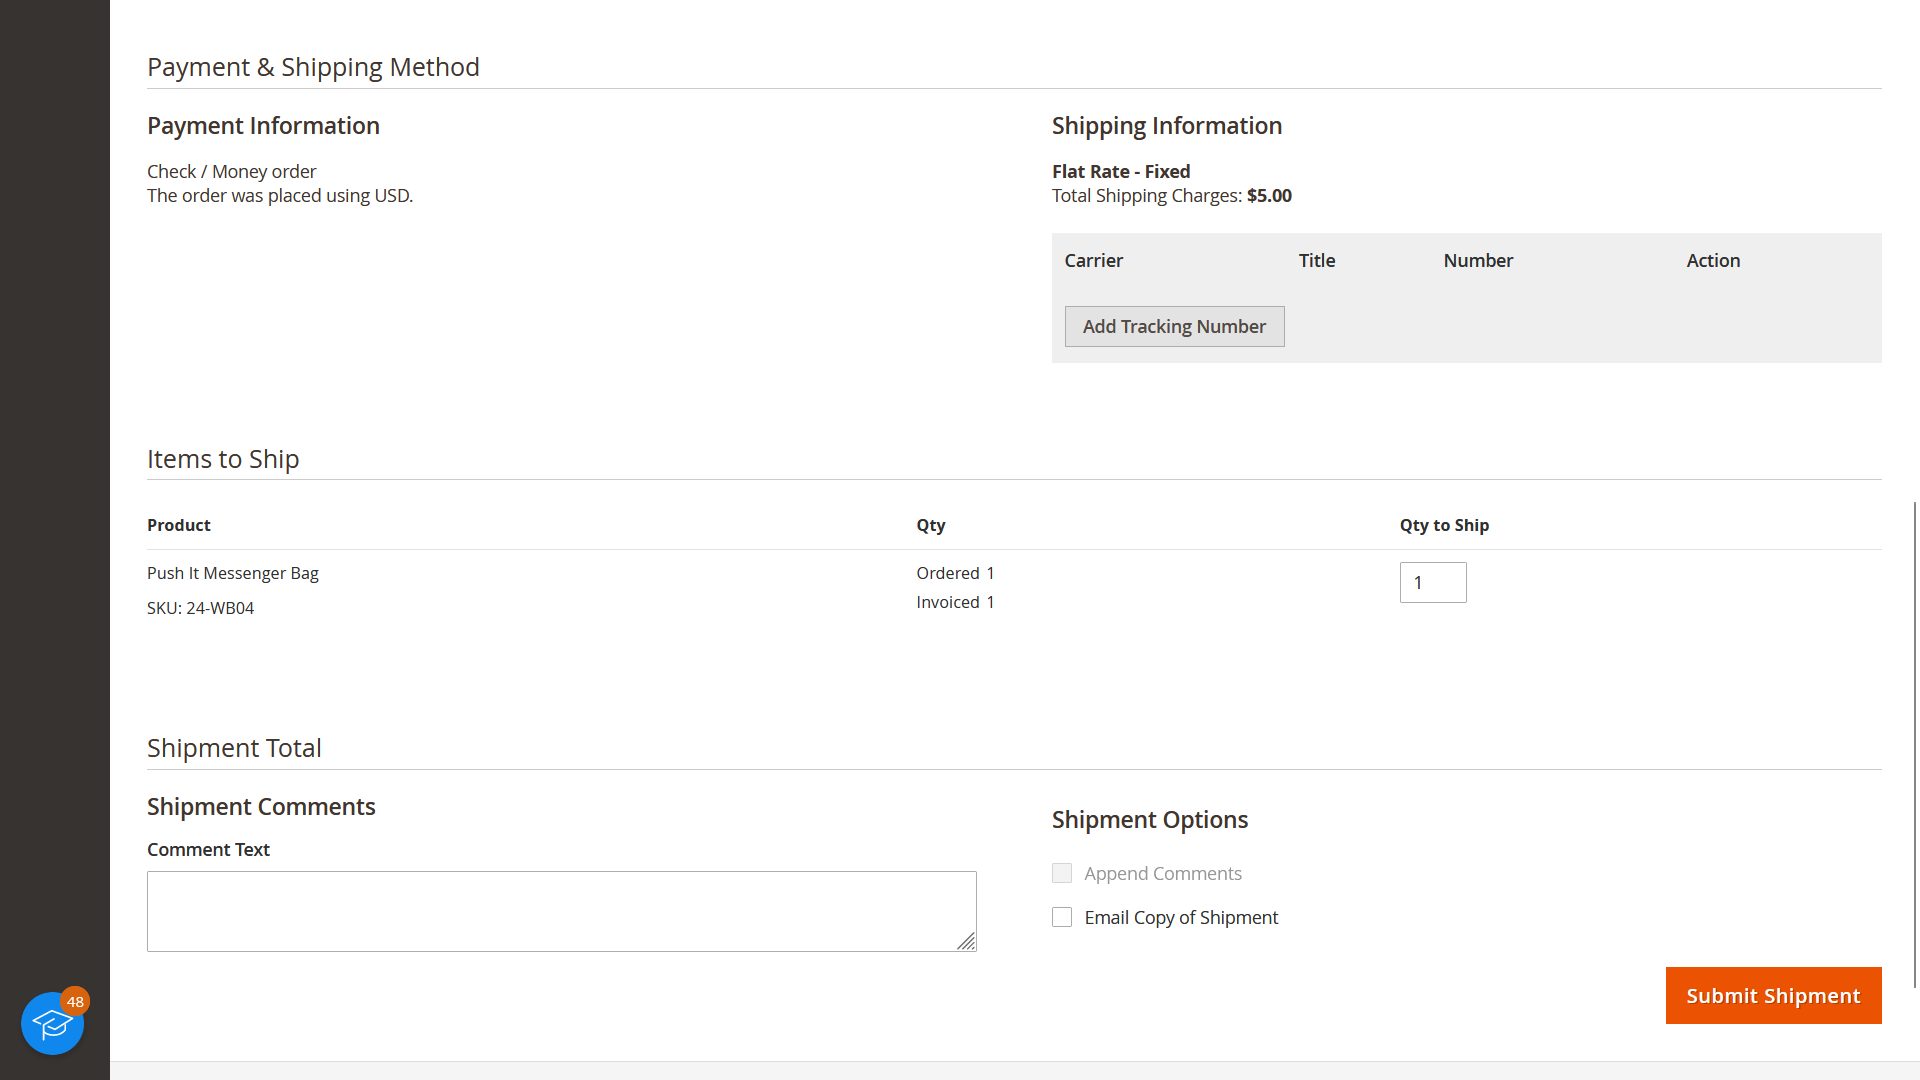 Payment & Shipping Method
Payment Information
Check / Money order
The order was placed using USD.
Shipping Information
Flat Rate - Fixed
Total Shipping Charges: $5.00
Carrier Title Number Action
Add Tracking Number
Items to Ship
Product Qty Qty to Ship
Push It Messenger Bag Ordered 1 1
SKU: 24-WB04 Invoiced 1
Shipment Total
Shipment Comments
Comment Text
Shipment Options
Append Comments
Email Copy of Shipment
Submit Shipment
48